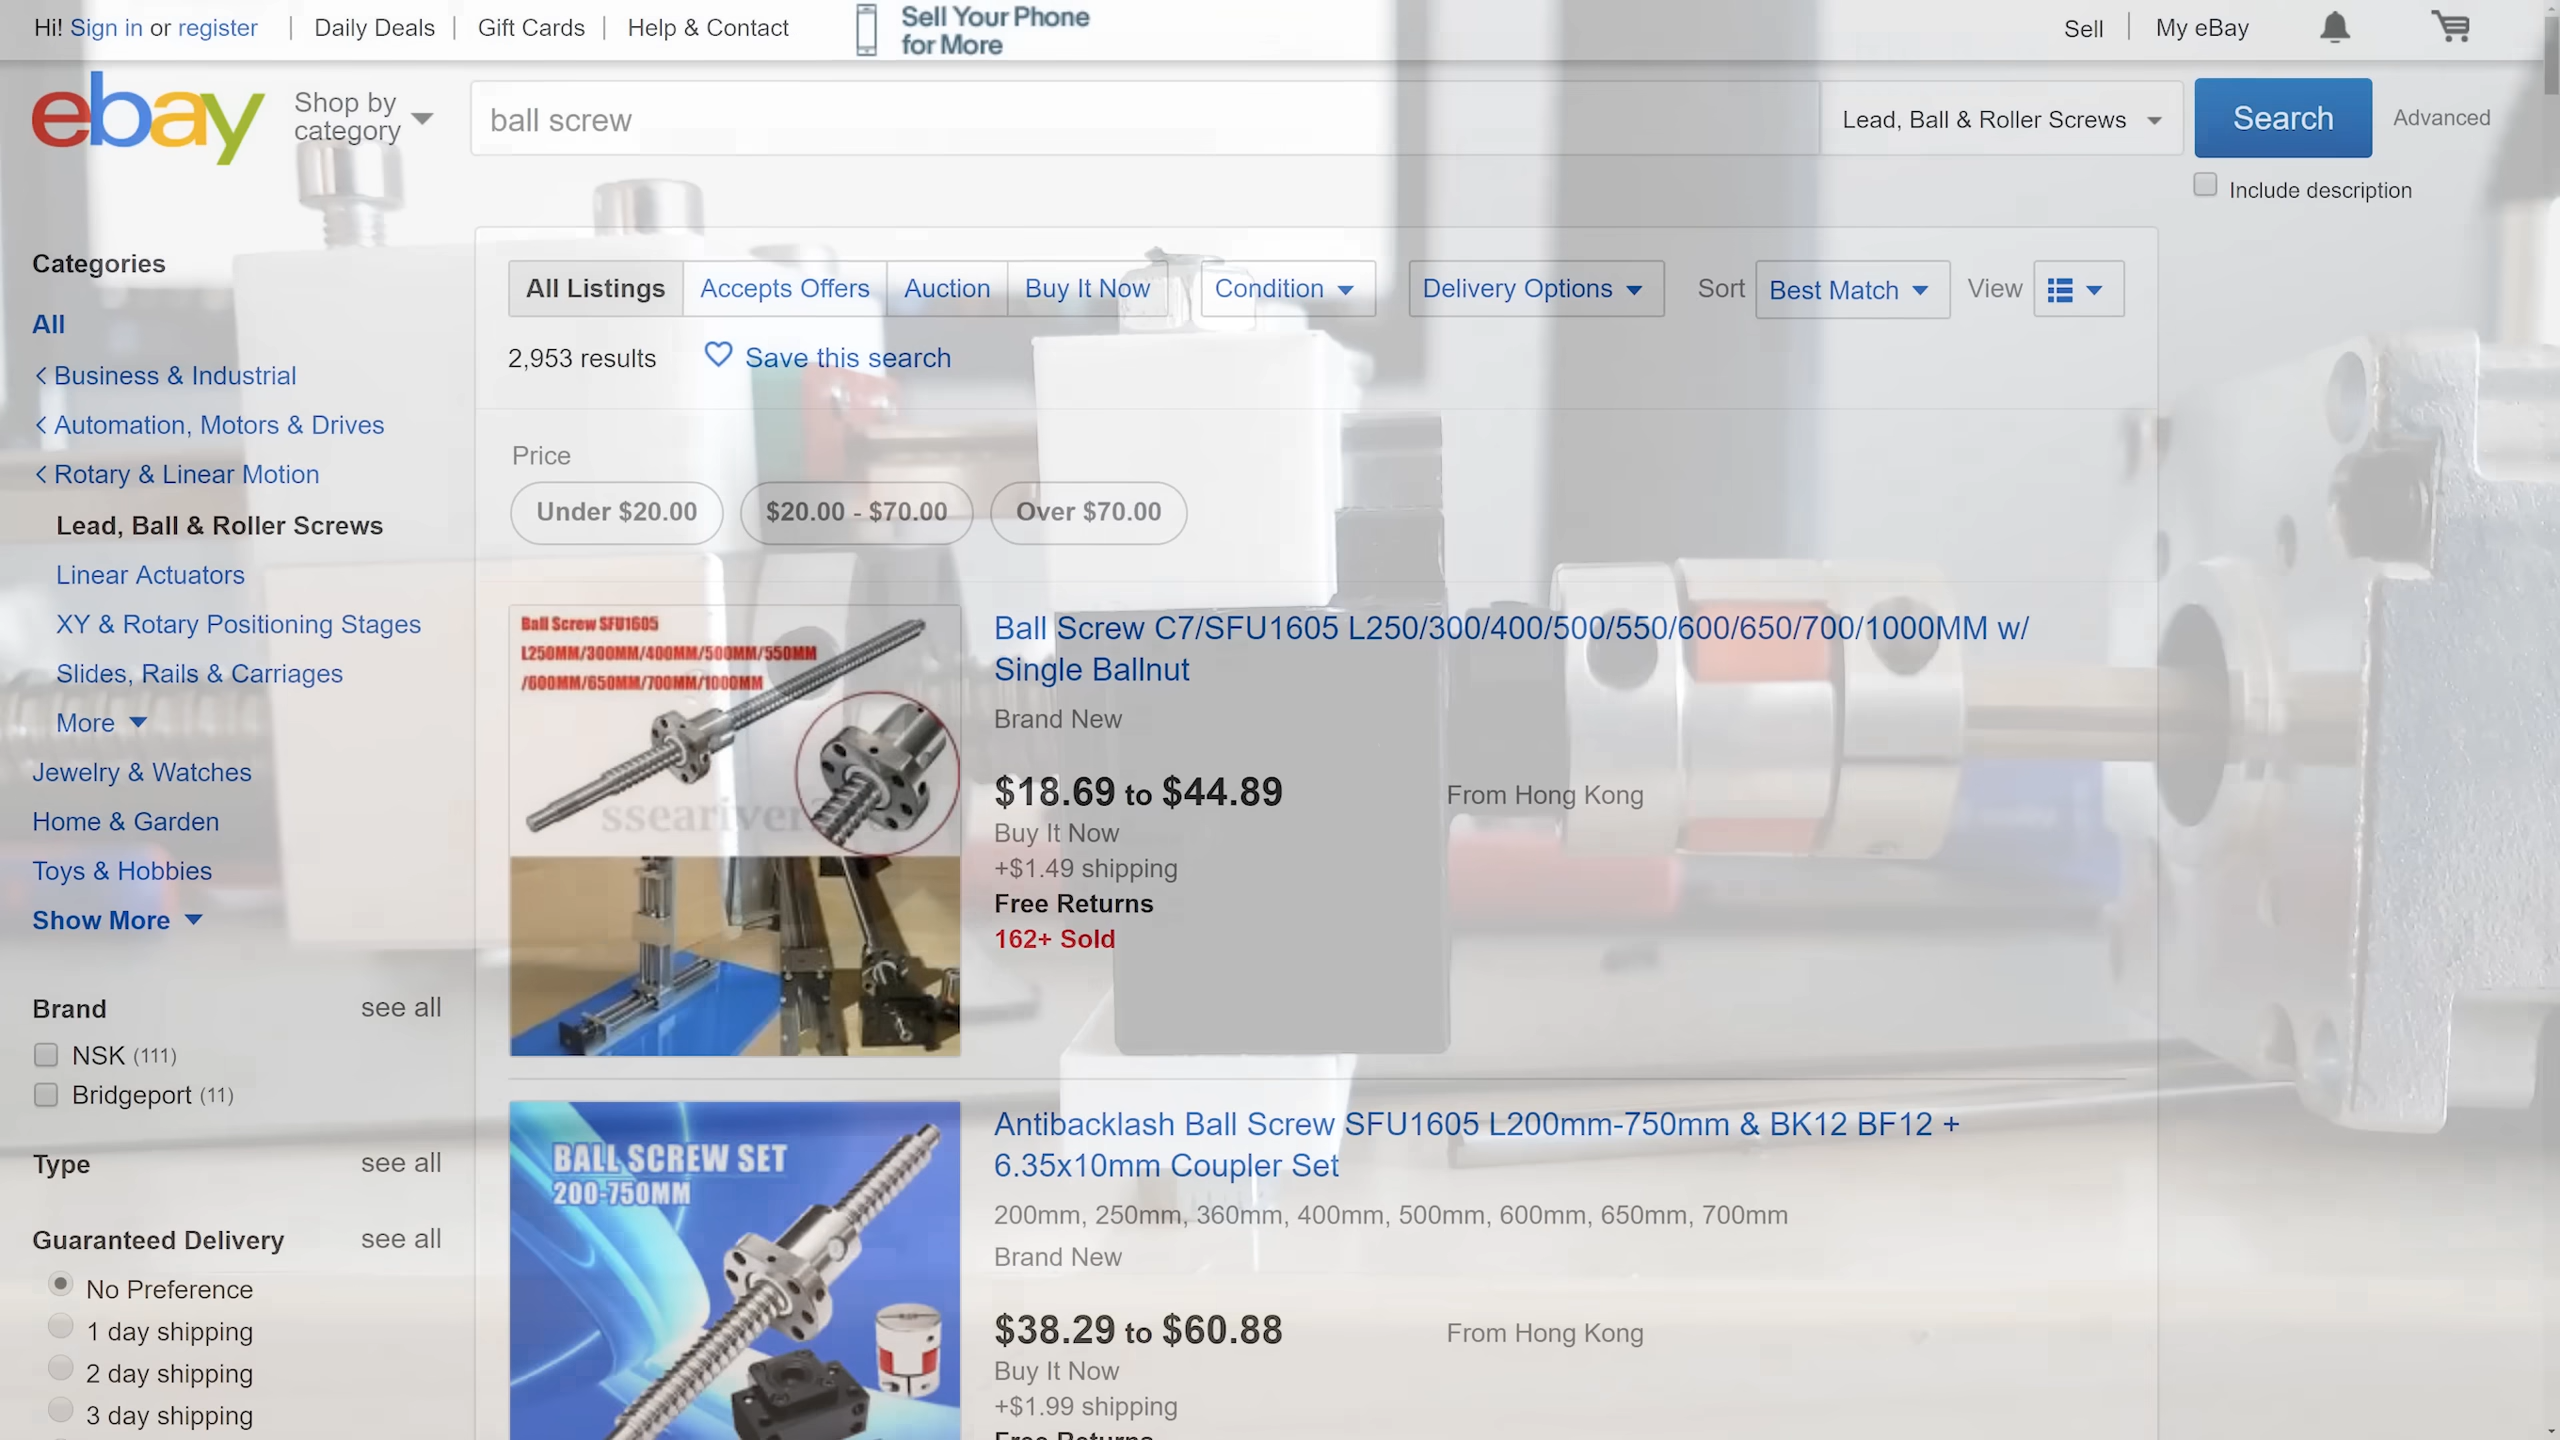 Hi! Sign in or register
Daily Deals
Gift Cards
Help & Contact
Sell Your Phone
for More
Sell
My eBay
ebay
Shop by
category
ball screw
Lead, Ball & Roller Screws
Search
Advanced
Include description
Categories
All
Business & Industrial
Automation, Motors & Drives
Rotary & Linear Motion
Lead, Ball & Roller Screws
Linear Actuators
XY & Rotary Positioning Stages
Slides, Rails & Carriages
More
Jewelry & Watches
Home & Garden
Toys & Hobbies
Show More
Brand see all
NSK (111)
Bridgeport (11)
Type see all
Guaranteed Delivery see all
No Preference
1 day shipping
2 day shipping
3 day shipping
All Listings
Accepts Offers
Auction
Buy It Now
Condition
Delivery Options
Sort Best Match
View
2,953 results
Save this search
Price
Under $20.00
$20.00 - $70.00
Over $70.00
Ball Screw SFU1605
L250MM/300MM/400MM/500MM/550MM
/600MM/650MM/700MM/1000MM
Ball Screw C7/SFU1605 L250/300/400/500/550/600/650/700/1000MM w/
Single Ballnut
Brand New
$18.69 to $44.89
From Hong Kong
Buy It Now
+$1.49 shipping
Free Returns
162+ Sold
BALL SCREW SET
200-750MM
Antibacklash Ball Screw SFU1605 L200mm-750mm & BK12 BF12 +
6.35x10mm Coupler Set
200mm, 250mm, 360mm, 400mm, 500mm, 600mm, 650mm, 700mm
Brand New
$38.29 to $60.88
From Hong Kong
Buy It Now
+$1.99 shipping
Free Returns